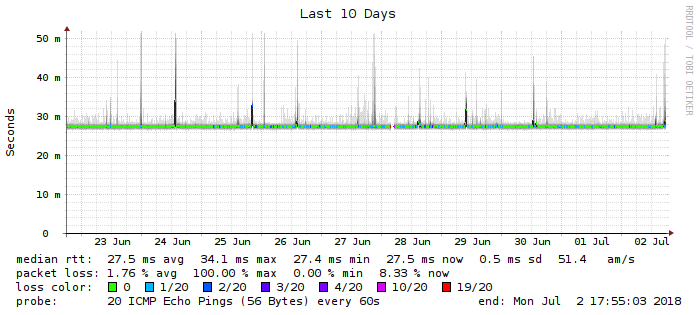 Last 10 Days
RRDTOOL / TOBI OETIKER
Seconds
50 m
40 m
30 m
20 m
10 m
0
23 Jun 24 Jun 25 Jun 26 Jun 27 Jun 28 Jun 29 Jun 30 Jun 01 Jul 02 Jul
median rtt: 27.5 ms avg 34.1 ms max 27.4 ms min 27.5 ms now 0.5 ms sd 51.4 am/s
packet loss: 1.76 % avg 100.00 % max 0.00 % min 8.33 % now
loss color: 0 1/20 2/20 3/20 4/20 10/20 19/20
probe: 20 ICMP Echo Pings (56 Bytes) every 60s end: Mon Jul 2 17:55:03 2018